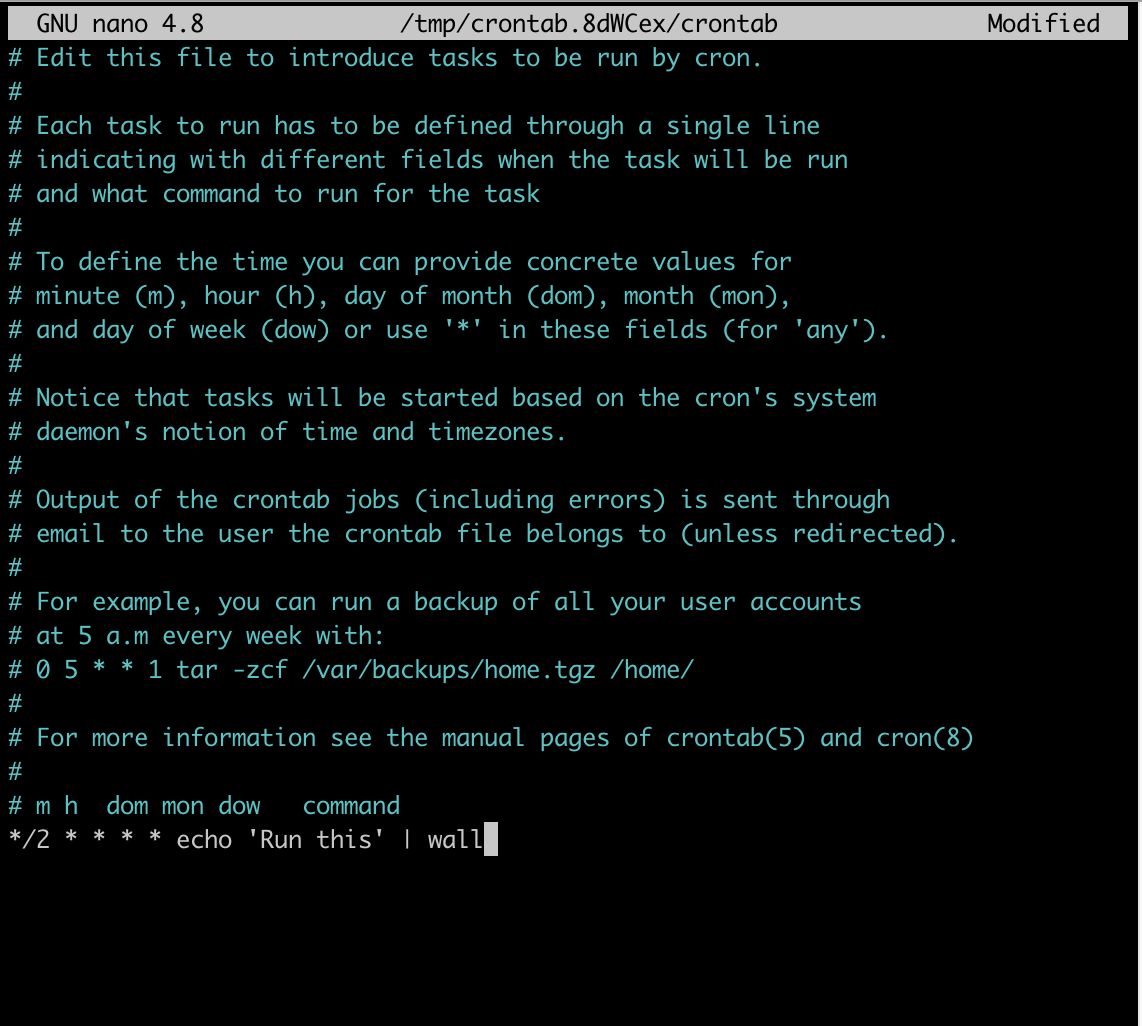 GNU nano 4.8 /tmp/crontab.8dWCex/crontab Modified
# Edit this file to introduce tasks to be run by cron.
#
# Each task to run has to be defined through a single line
# indicating with different fields when the task will be run
# and what command to run for the task
#
# To define the time you can provide concrete values for
# minute (m), hour (h), day of month (dom), month (mon),
# and day of week (dow) or use '*' in these fields (for 'any').
#
# Notice that tasks will be started based on the cron's system
# daemon's notion of time and timezones.
#
# Output of the crontab jobs (including errors) is sent through
# email to the user the crontab file belongs to (unless redirected).
#
# For example, you can run a backup of all your user accounts
# at 5 a.m every week with:
# 0 5 * * 1 tar -zcf /var/backups/home.tgz /home/
#
# For more information see the manual pages of crontab(5) and cron(8)
#
# m h  dom mon dow   command
*/2 * * * * echo 'Run this' | wall